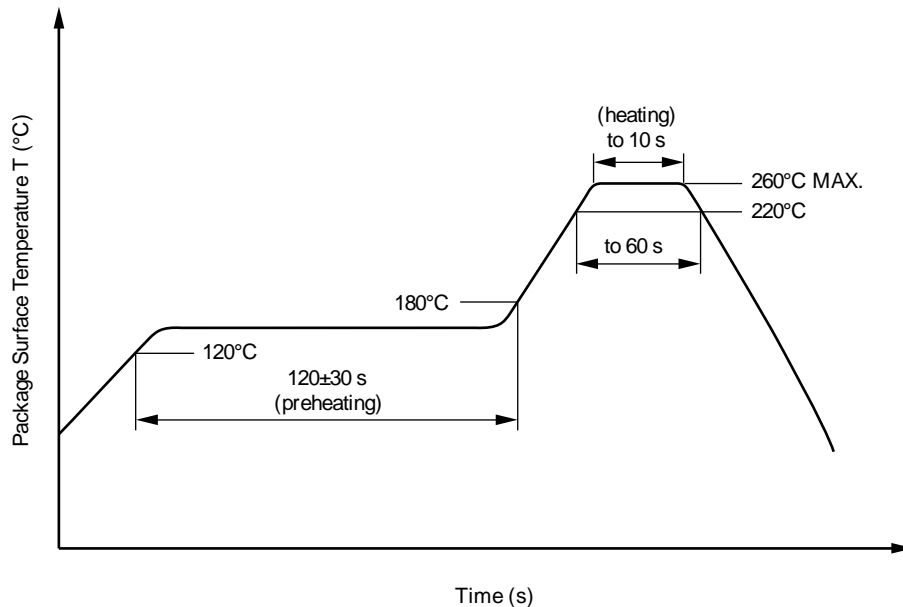 Package Surface Temperature T (°C)
(heating)
to 10 s
260°C MAX.
220°C
to 60 s
180°C
120°C
120±30 s
(preheating)
Time (s)